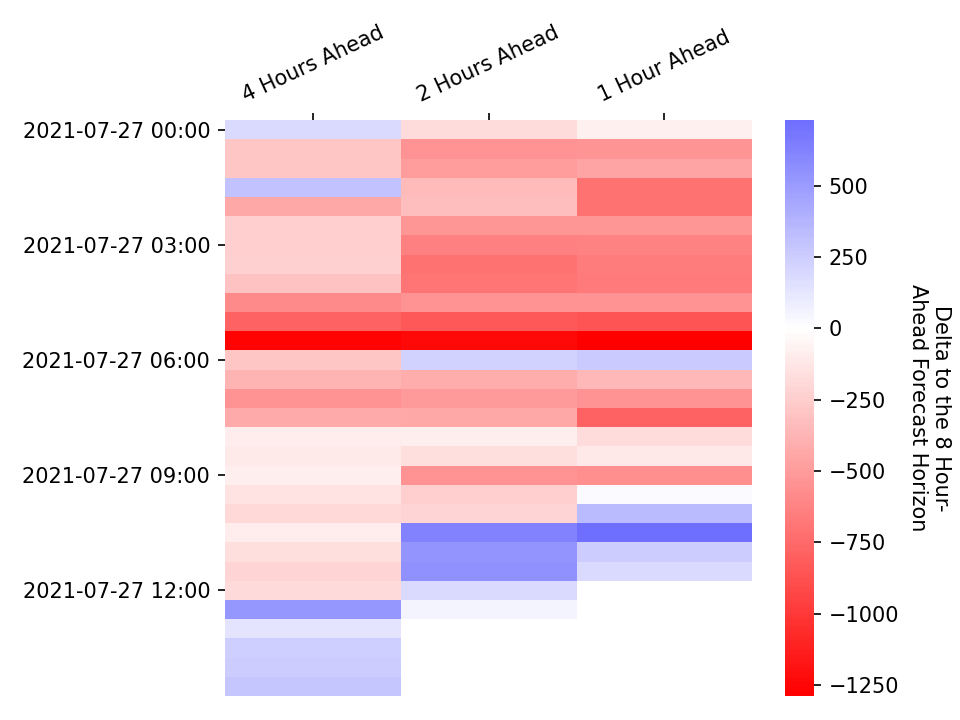 4 Hours Ahead
2 Hours Ahead
1 Hour Ahead
2021-07-27 00:00
2021-07-27 03:00
2021-07-27 06:00
2021-07-27 09:00
2021-07-27 12:00
500
250
0
−250
−500
−750
−1000
−1250
Delta to the 8 Hour-
Ahead Forecast Horizon